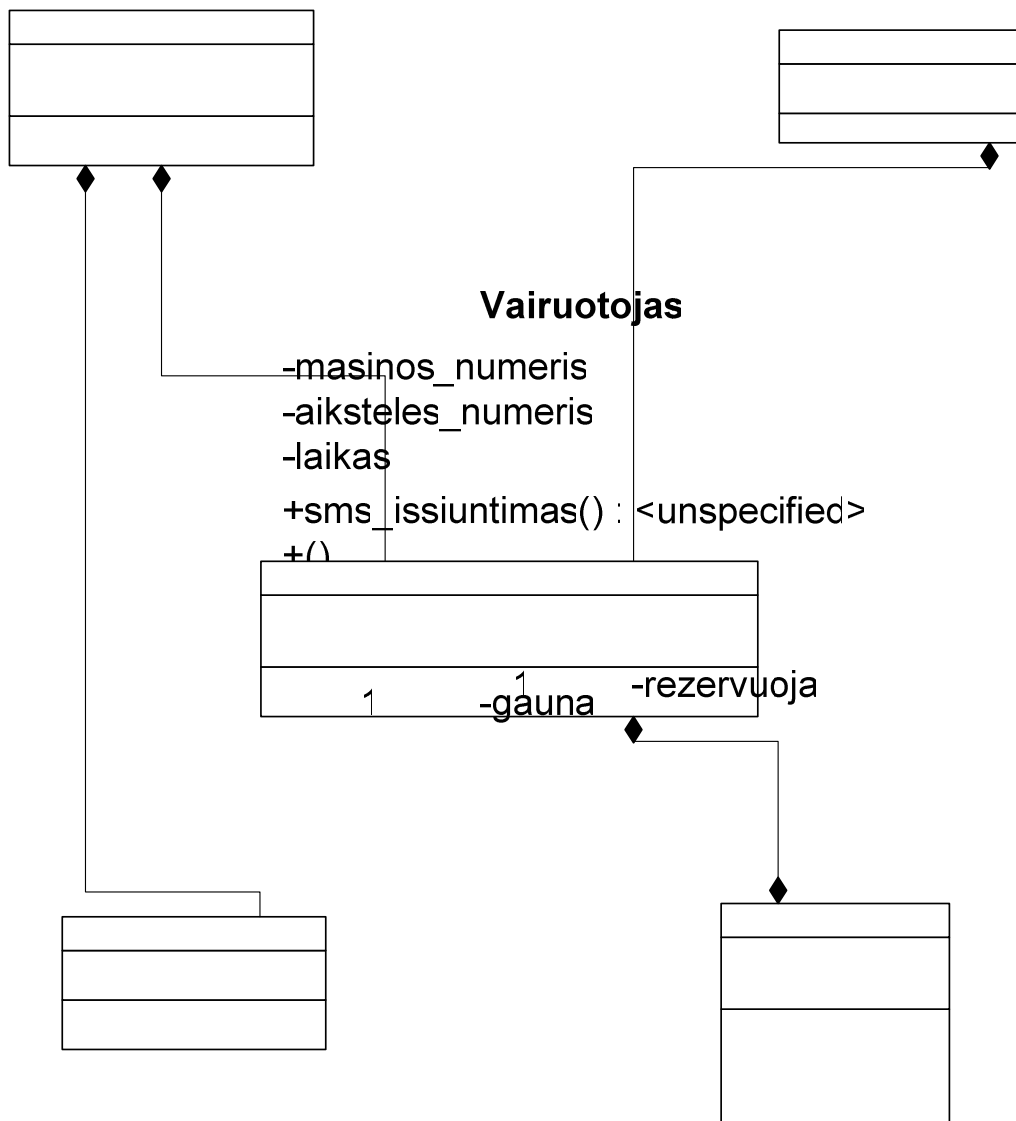 Vairuotojas
-masinos_numeris
-aiksteles_numeris
-laikas
+sms_issiuntimas() : <unspecified>
+()
1
1
-gauna
-rezervuoja